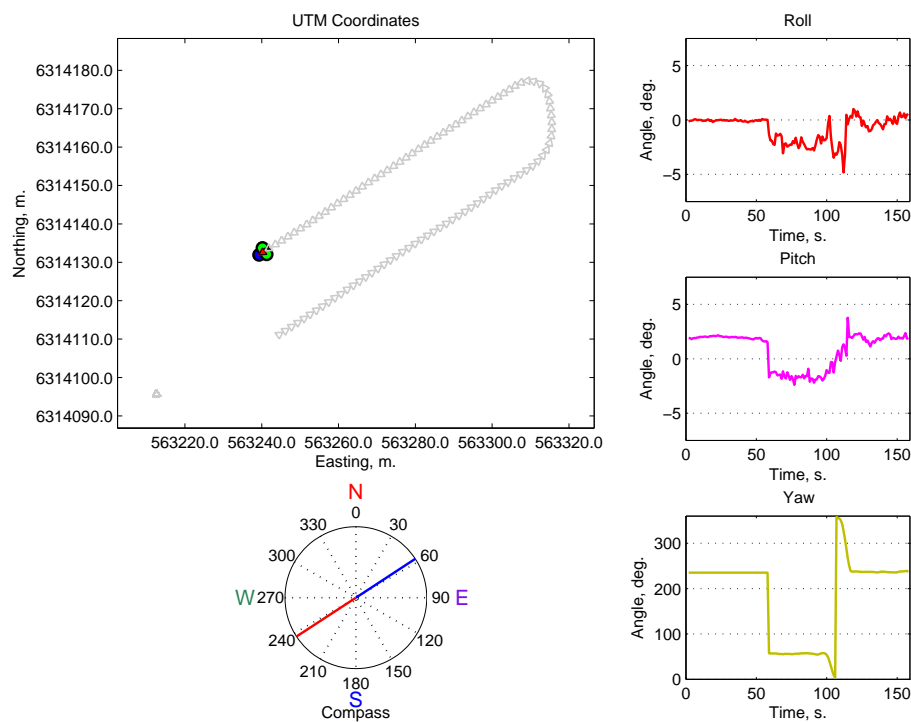 UTM Coordinates
6314180.0
6314170.0
6314160.0
6314150.0
6314140.0
6314130.0
6314120.0
6314110.0
6314100.0
6314090.0
Northing, m.
563220.0 563240.0 563260.0 563280.0 563300.0 563320.0
Easting, m.
Roll
5
0
−5
Angle, deg.
0 50 100 150
Time, s.
Pitch
5
0
−5
Angle, deg.
0 50 100 150
Time, s.
Yaw
300
200
100
0
Angle, deg.
0 50 100 150
Time, s.
N
0
330 30
300 60
W 270 90 E
240 120
210 150
180
S
Compass